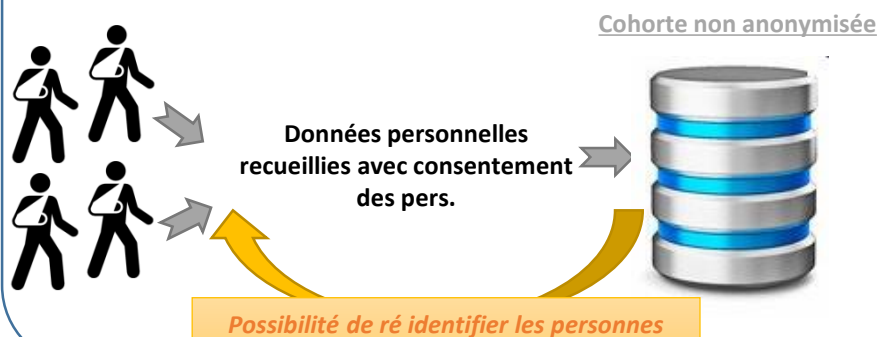 Cohorte non anonymisée
Données personnelles
recueillies avec consentement
des pers.
Possibilité de ré identifier les personnes